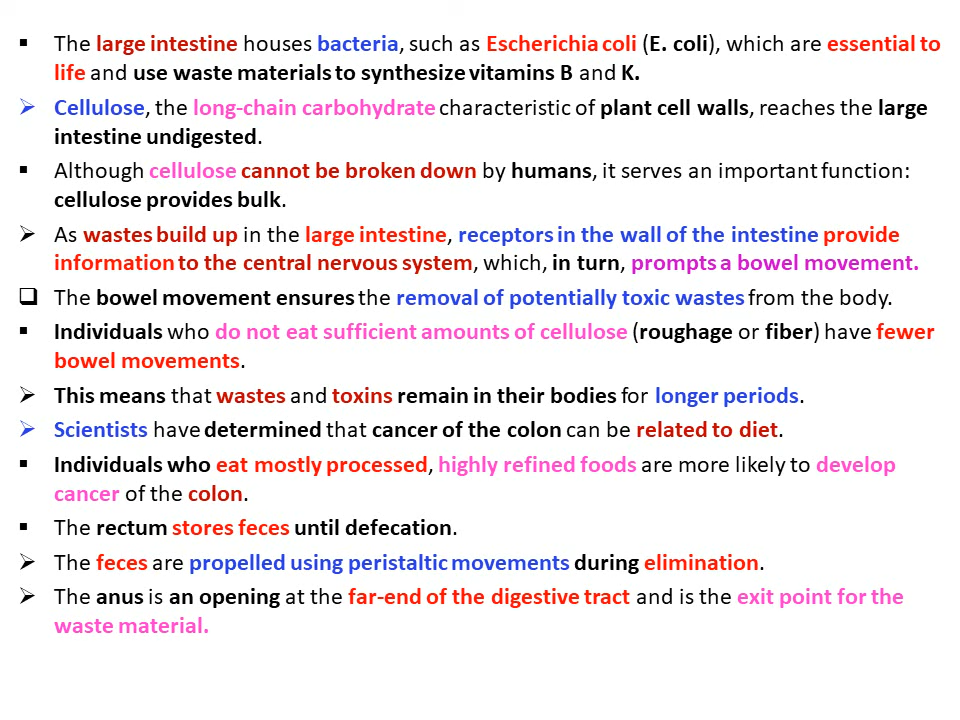 ▪ The large intestine houses bacteria, such as Escherichia coli (E. coli), which are essential to
life and use waste materials to synthesize vitamins B and K.
➢ Cellulose, the long-chain carbohydrate characteristic of plant cell walls, reaches the large
intestine undigested.
▪ Although cellulose cannot be broken down by humans, it serves an important function:
cellulose provides bulk.
➢ As wastes build up in the large intestine, receptors in the wall of the intestine provide
information to the central nervous system, which, in turn, prompts a bowel movement.
❑ The bowel movement ensures the removal of potentially toxic wastes from the body.
▪ Individuals who do not eat sufficient amounts of cellulose (roughage or fiber) have fewer
bowel movements.
➢ This means that wastes and toxins remain in their bodies for longer periods.
➢ Scientists have determined that cancer of the colon can be related to diet.
▪ Individuals who eat mostly processed, highly refined foods are more likely to develop
cancer of the colon.
▪ The rectum stores feces until defecation.
➢ The feces are propelled using peristaltic movements during elimination.
➢ The anus is an opening at the far-end of the digestive tract and is the exit point for the
waste material.